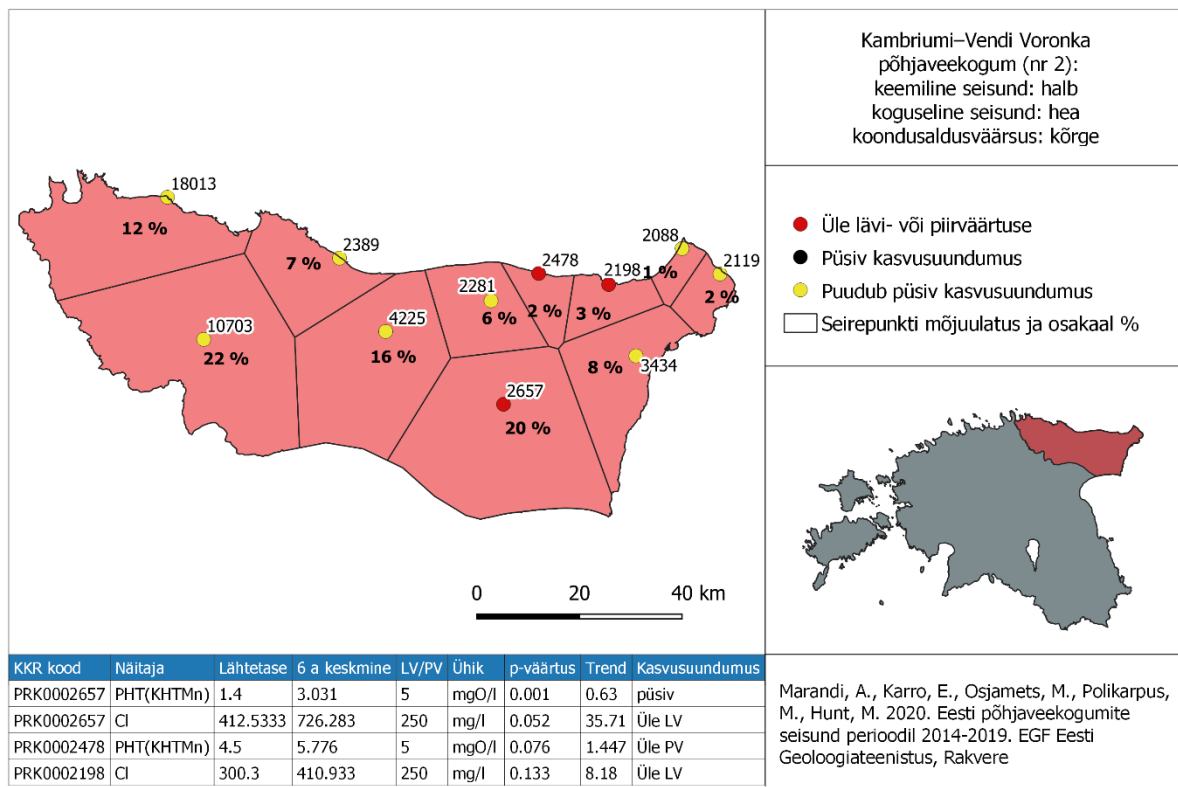 18013
12 %
2389
7 %
10703
22 %
4225
16 %
2281
6 %
2478
2 %
2198
3 %
2088
1 %
2119
2 %
8 %
3434
2657
20 %
0 20 40 km
Kambriumi–Vendi Voronka
põhjaveekogum (nr 2):
keemiline seisund: halb
koguseline seisund: hea
koondusaldusväärsus: kõrge
Üle lävi- või piirväärtuse
Püsiv kasvusuundumus
Puudub püsiv kasvusuundumus
Seirepunkti mõjuulatus ja osakaal %
KKR kood Näitaja Lähtetase 6 a keskmine LV/PV Ühik p-väärtus Trend Kasvusuundumus
PRK0002657 PHT(KHTMn) 1.4 3.031 5 mgO/l 0.001 0.63 püsiv
PRK0002657 Cl 412.5333 726.283 250 mg/l 0.052 35.71 Üle LV
PRK0002478 PHT(KHTMn) 4.5 5.776 5 mgO/l 0.076 1.447 Üle PV
PRK0002198 Cl 300.3 410.933 250 mg/l 0.133 8.18 Üle LV
Marandi, A., Karro, E., Osjamets, M., Polikarpus,
M., Hunt, M. 2020. Eesti põhjaveekogumite
seisund perioodil 2014-2019. EGF Eesti
Geoloogiateenistus, Rakvere